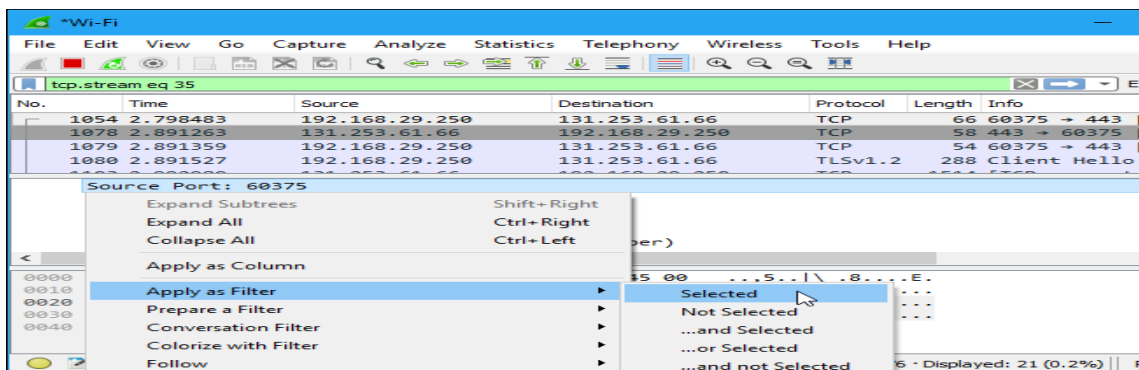 *Wi-Fi
File Edit View Go Capture Analyze Statistics Telephony Wireless Tools Help
tcp.stream eq 35
No. Time Source Destination Protocol Length Info
1054 2.798483 192.168.29.250 131.253.61.66 TCP 66 60375 → 443 [
1078 2.891263 131.253.61.66 192.168.29.250 TCP 58 443 → 60375
1079 2.891359 192.168.29.250 131.253.61.66 TCP 54 60375 → 443 [
1080 2.891527 192.168.29.250 131.253.61.66 TLSv1.2 288 Client Hello
Source Port: 60375
Expand Subtrees Shift+Right
Expand All Ctrl+Right
Collapse All Ctrl+Left
ber)
Apply as Column
0000 45 00 ...5..|\ .8....E.
0010 Apply as Filter Selected
0020 Prepare a Filter Not Selected
0030 Conversation Filter ...and Selected
0040 Colorize with Filter ...or Selected
Follow ...and not Selected 6 · Displayed: 21 (0.2%)